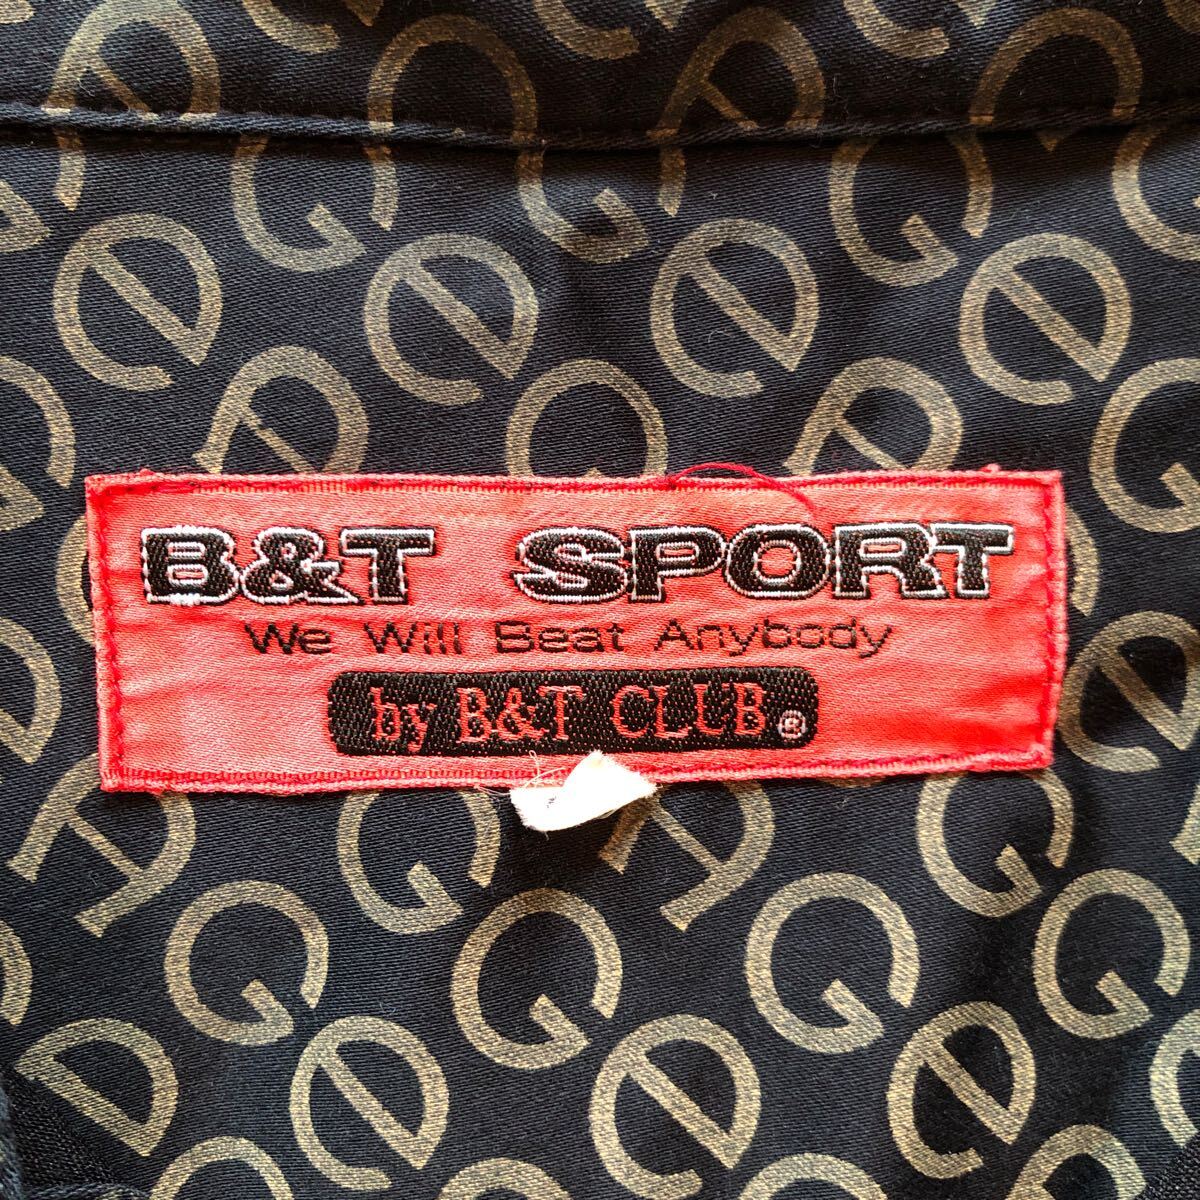 B&T SPORT
We Will Beat Anybody
by B&T CLUB ®